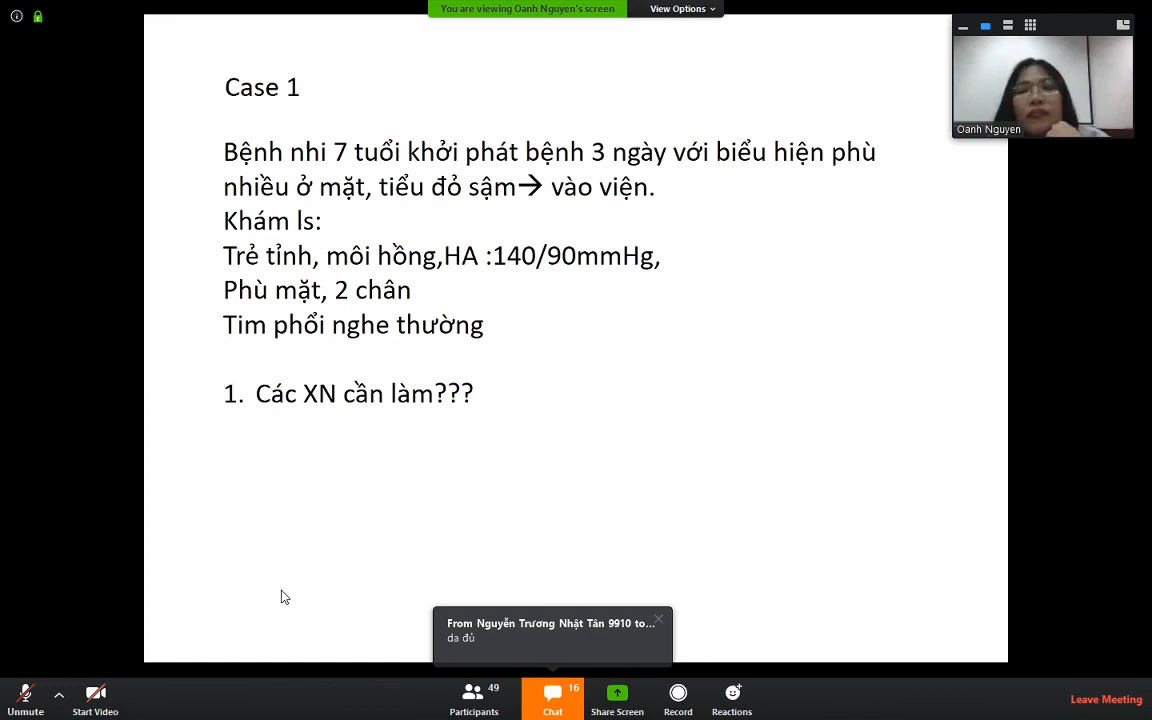 You are viewing Oanh Nguyen's screen
View Options
Oanh Nguyen
Case 1
Bệnh nhi 7 tuổi khởi phát bệnh 3 ngày với biểu hiện phù
nhiều ở mặt, tiểu đỏ sậm→ vào viện.
Khám ls:
Trẻ tỉnh, môi hồng,HA :140/90mmHg,
Phù mặt, 2 chân
Tim phổi nghe thường
1. Các XN cần làm???
From Nguyễn Trương Nhật Tân 9910 to...
da đủ
Unmute
Start Video
Participants 49
Chat 16
Share Screen
Record
Reactions
Leave Meeting